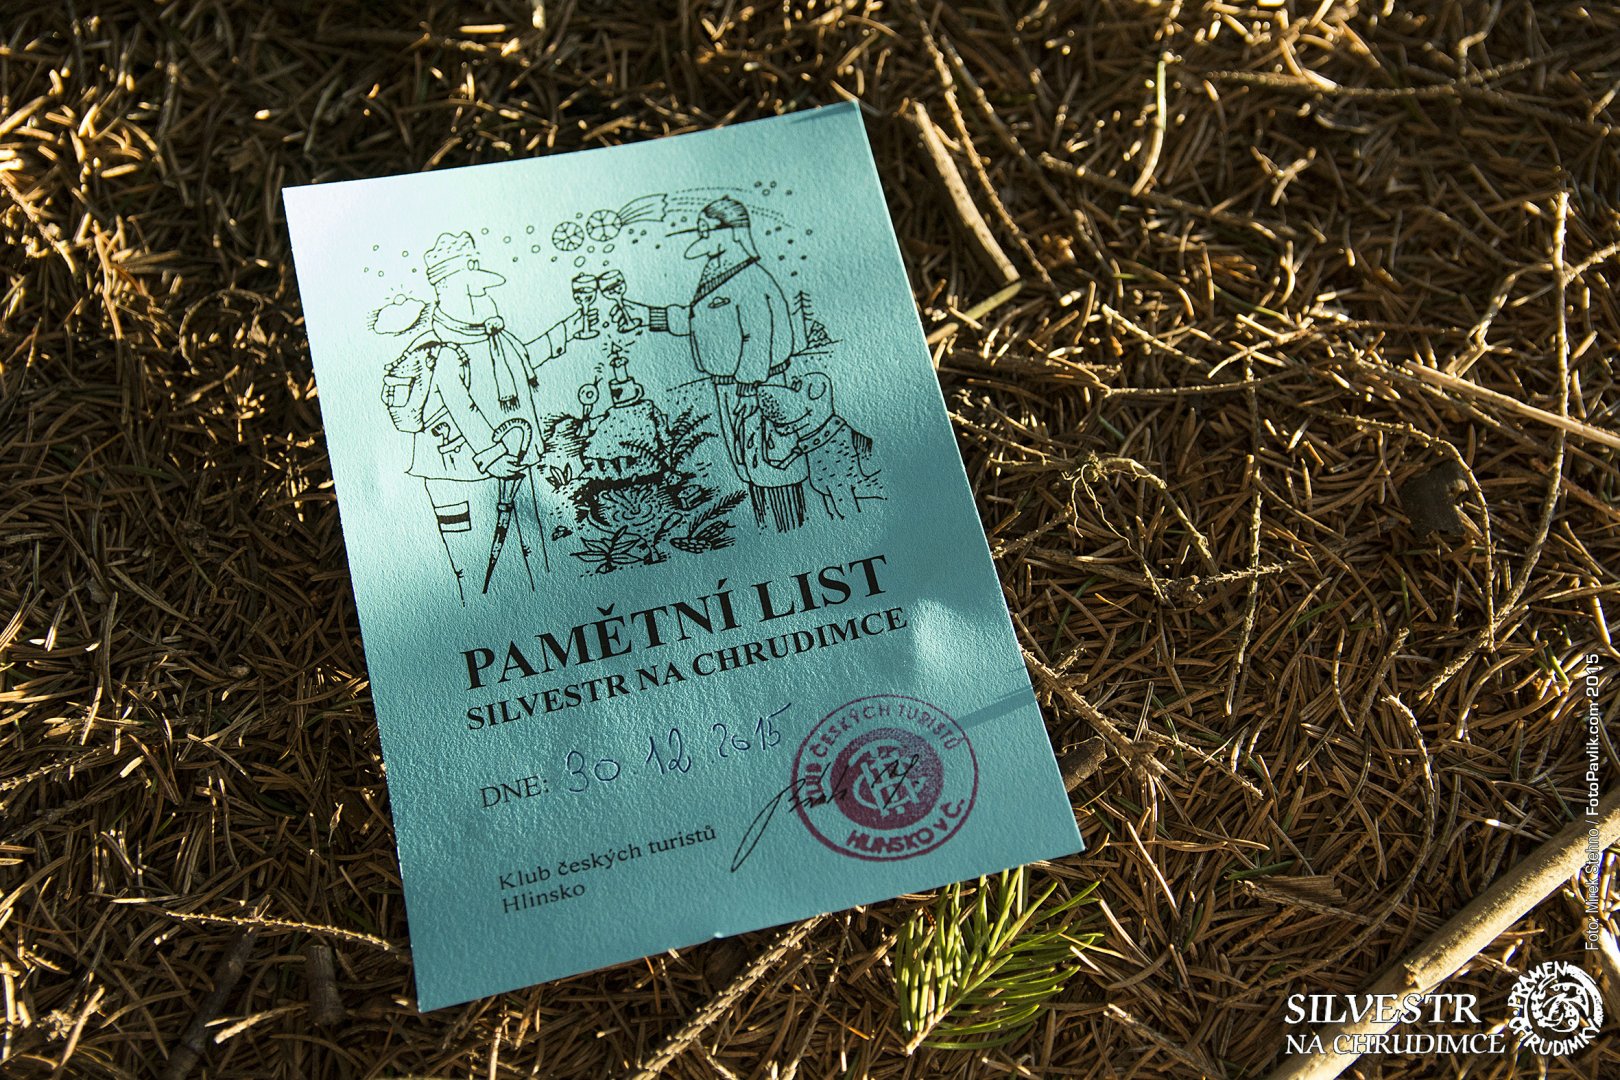 PAMĚTNÍ LIST
SILVESTR NA CHRUDIMCE
DNE: 30.12 2015
Klub českých turistů
Hlinsko
KLUB ČESKÝCH TURISTŮ
HLINSKO V Č.
Foto: Mirek Stehno / FotoPavlik.com 2015
SILVESTR
NA CHRUDIMCE
PRAMEN CHRUDIMKY